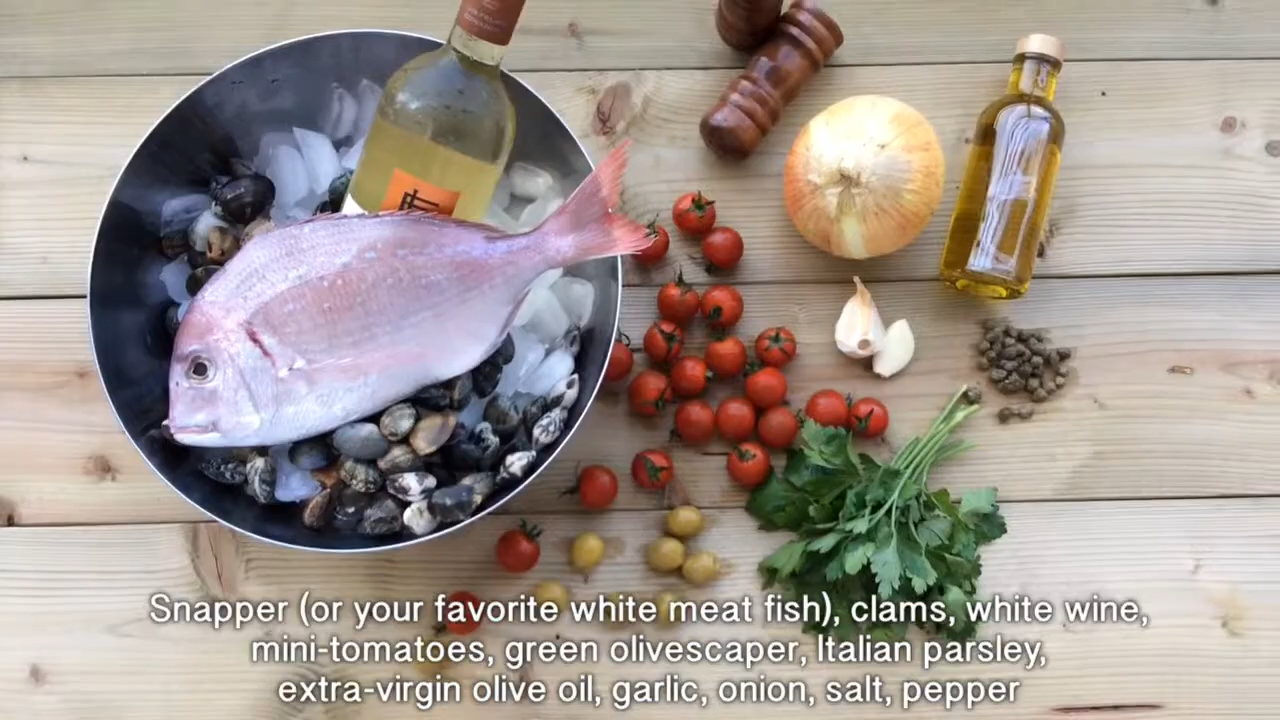 Snapper (or your favorite white meat fish), clams, white wine,
mini-tomatoes, green olivescaper, Italian parsley,
extra-virgin olive oil, garlic, onion, salt, pepper